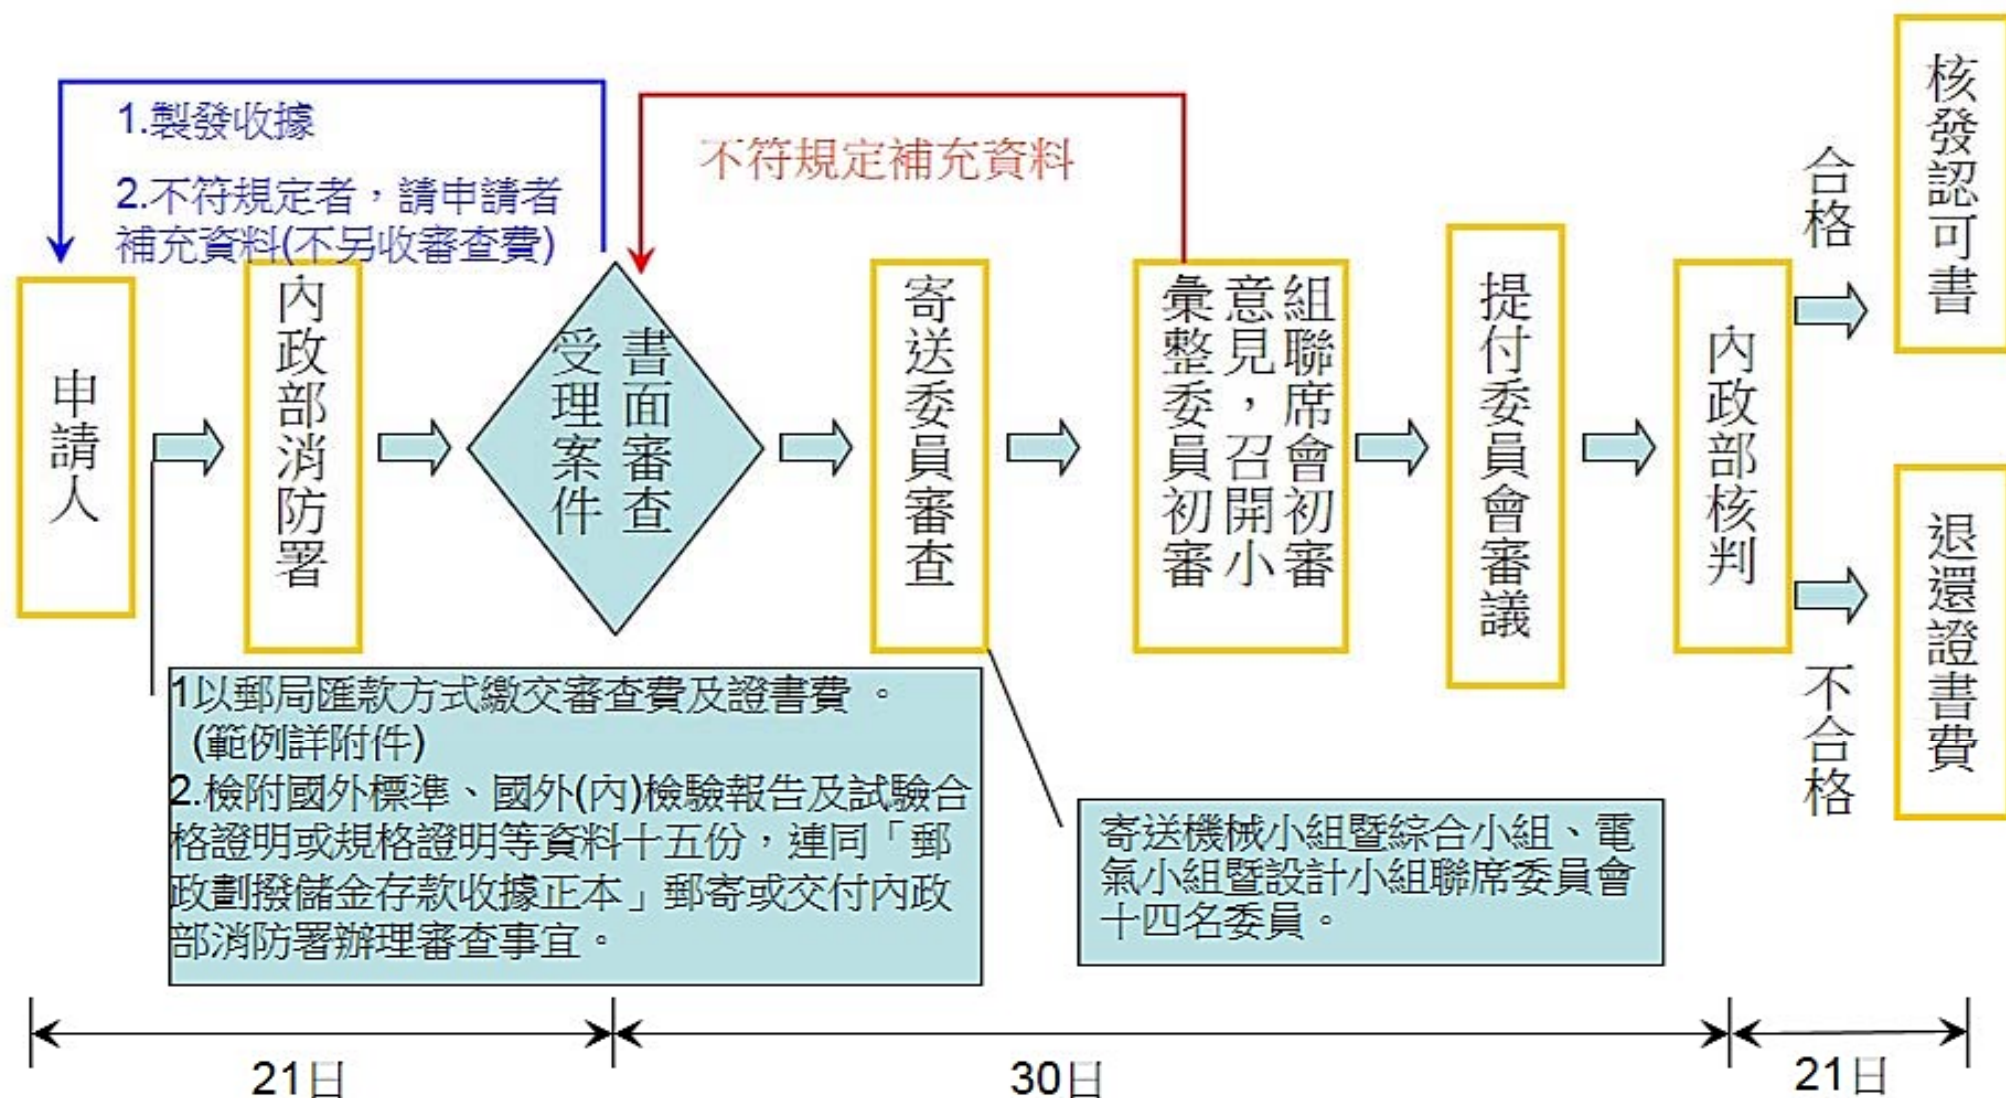 1.製發收據
2.不符規定者，請申請者
補充資料(不另收審查費)
不符規定補充資料
申請人
內政部消防署
受理案件
書面審查
寄送委員審查
彙整委員初審
意見，召開小
組聯席會初審
提付委員會審議
內政部核判
合格
核發認可書
不合格
退還證書費
1以郵局匯款方式繳交審查費及證書費 。
(範例詳附件)
2.檢附國外標準、國外(內)檢驗報告及試驗合
格證明或規格證明等資料十五份，連同「郵
政劃撥儲金存款收據正本」郵寄或交付內政
部消防署辦理審查事宜。
寄送機械小組暨綜合小組、電
氣小組暨設計小組聯席委員會
十四名委員。
21日
30日
21日